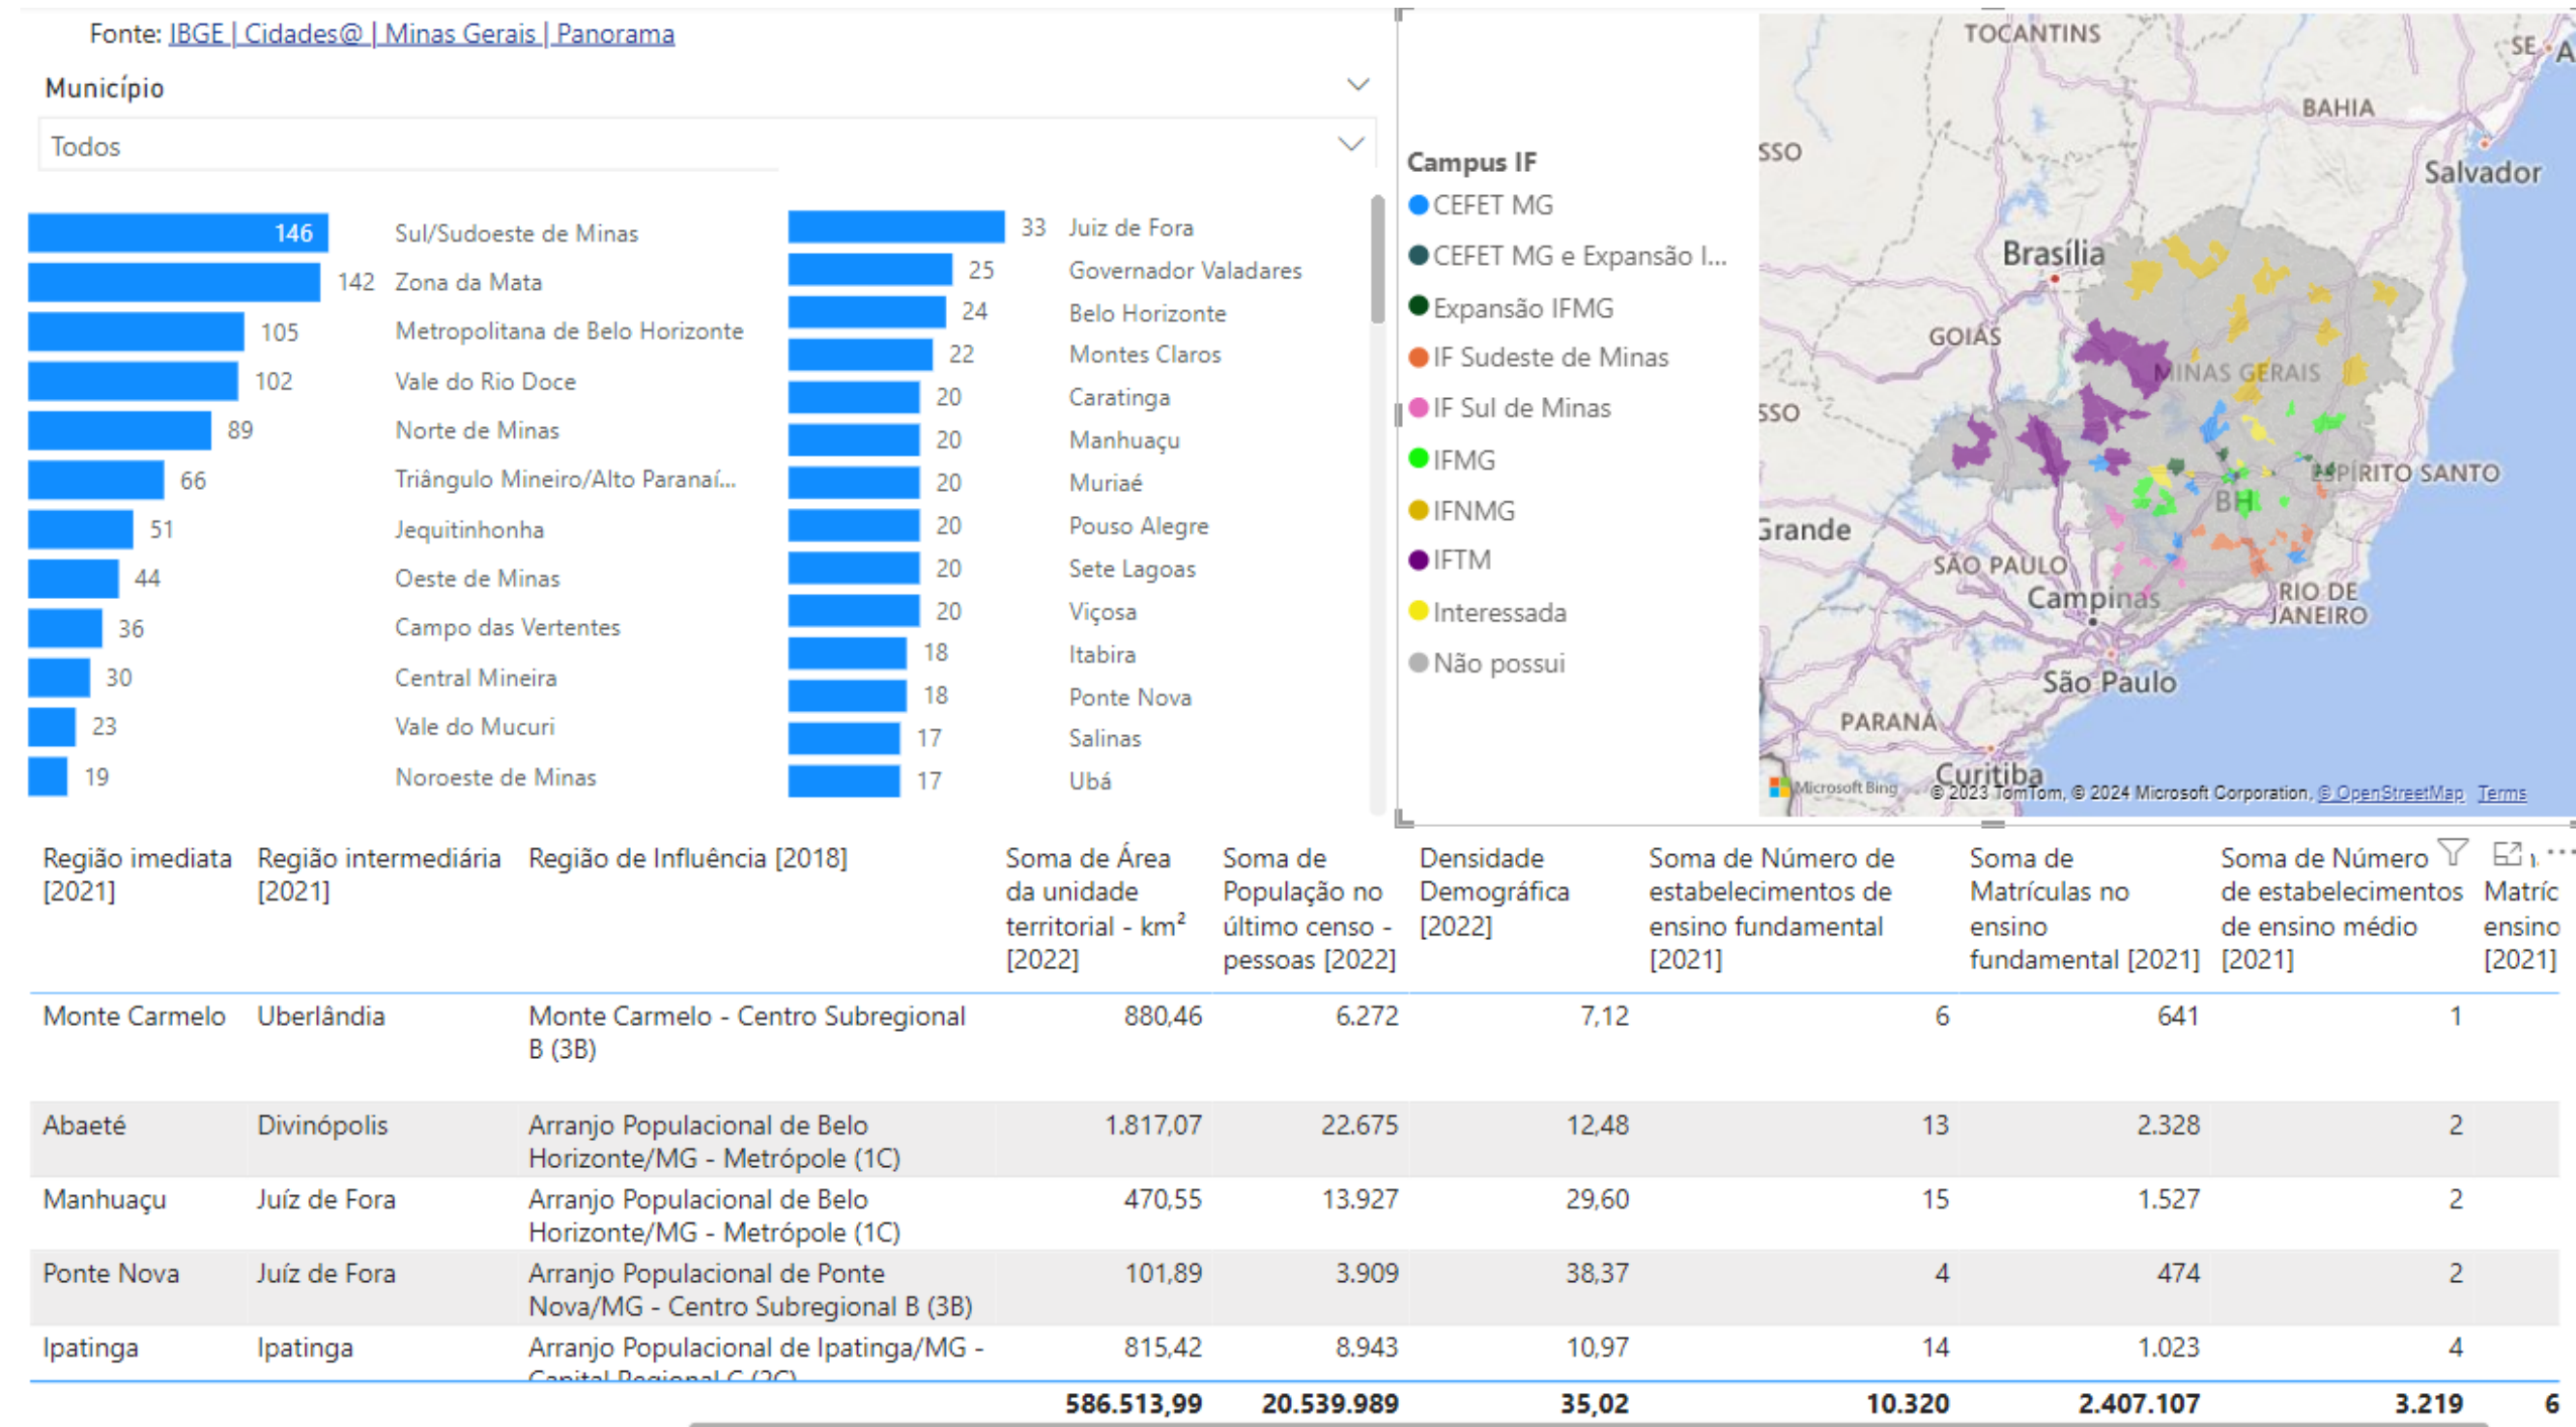 Fonte: IBGE | Cidades@ | Minas Gerais | Panorama
Município
Todos
146 Sul/Sudoeste de Minas
142 Zona da Mata
105 Metropolitana de Belo Horizonte
102 Vale do Rio Doce
89 Norte de Minas
66 Triângulo Mineiro/Alto Paranaí...
51 Jequitinhonha
44 Oeste de Minas
36 Campo das Vertentes
30 Central Mineira
23 Vale do Mucuri
19 Noroeste de Minas
33 Juiz de Fora
25 Governador Valadares
24 Belo Horizonte
22 Montes Claros
20 Caratinga
20 Manhuaçu
20 Muriaé
20 Pouso Alegre
20 Sete Lagoas
20 Viçosa
18 Itabira
18 Ponte Nova
17 Salinas
17 Ubá
Campus IF
CEFET MG
CEFET MG e Expansão I...
Expansão IFMG
IF Sudeste de Minas
IF Sul de Minas
IFMG
IFNMG
IFTM
Interessada
Não possui
TOCANTINS
SE
A
BAHIA
SSO
Salvador
Brasília
GOIÁS
MINAS GERAIS
SSO
ESPÍRITO SANTO
BH
Grande
SÃO PAULO
Campinas
RIO DE
JANEIRO
São Paulo
PARANÁ
Curitiba
Microsoft Bing
© 2023 TomTom, © 2024 Microsoft Corporation, © OpenStreetMap Terms
Região imediata
[2021]
Região intermediária
[2021]
Região de Influência [2018]
Soma de Área
da unidade
territorial - km²
[2022]
Soma de
População no
último censo -
pessoas [2022]
Densidade
Demográfica
[2022]
Soma de Número de
estabelecimentos de
ensino fundamental
[2021]
Soma de
Matrículas no
ensino
fundamental [2021]
Soma de Número
de estabelecimentos
de ensino médio
[2021]
Matríc
ensino
[2021]
Monte Carmelo Uberlândia Monte Carmelo - Centro Subregional 880,46 6.272 7,12 6 641 1
B (3B)
Abaeté Divinópolis Arranjo Populacional de Belo 1.817,07 22.675 12,48 13 2.328 2
Horizonte/MG - Metrópole (1C)
Manhuaçu Juíz de Fora Arranjo Populacional de Belo 470,55 13.927 29,60 15 1.527 2
Horizonte/MG - Metrópole (1C)
Ponte Nova Juíz de Fora Arranjo Populacional de Ponte 101,89 3.909 38,37 4 474 2
Nova/MG - Centro Subregional B (3B)
Ipatinga Ipatinga Arranjo Populacional de Ipatinga/MG - 815,42 8.943 10,97 14 1.023 4
Capital Regional C (2C)
586.513,99 20.539.989 35,02 10.320 2.407.107 3.219 6